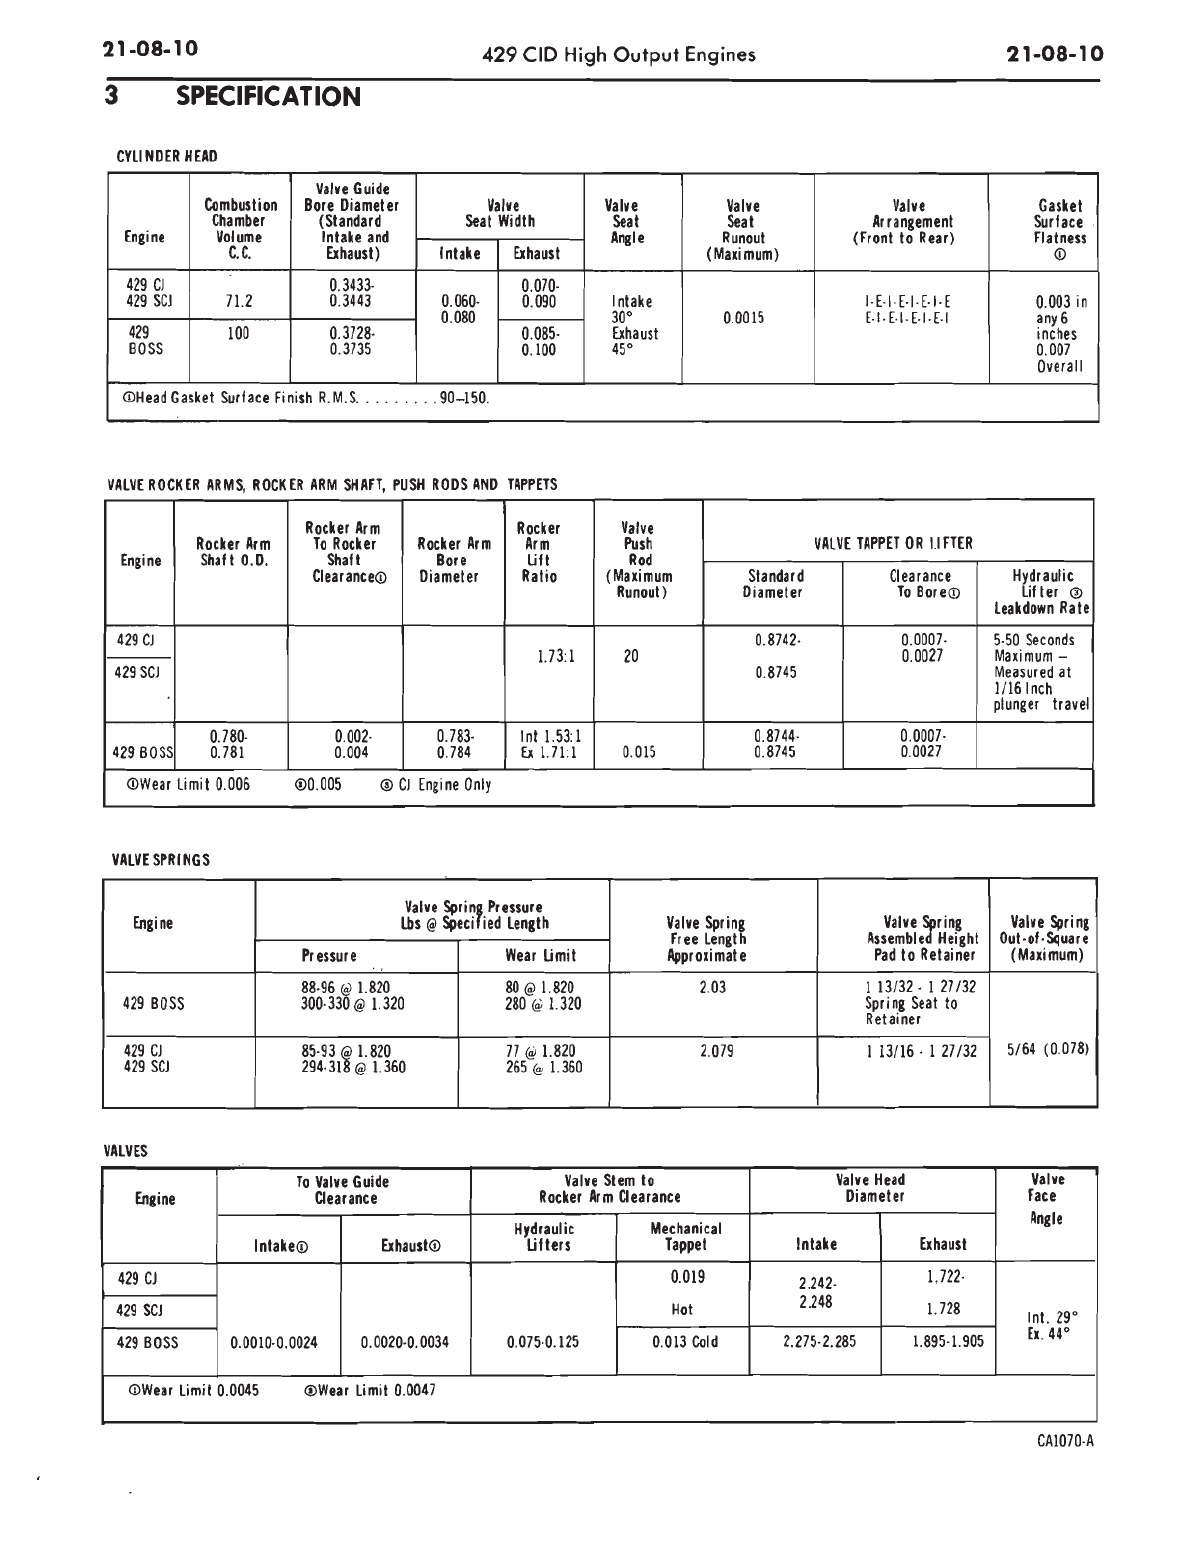 21-08-10 429 CID High Output Engines 21-08-10
3 SPECIFICATION
CYLINDER HEAD
Engine
Combustion
Chamber
Volume
C.C.
Valve Guide
Bore Diameter
(Standard
Intake and
Exhaust)
Valve
Seat Width
Intake Exhaust
Valve
Seat
Angle
Valve
Seat
Runout
(Maximum)
Valve
Arrangement
(Front to Rear)
Gasket
Surface
Flatness
①
429 CJ
429 SCJ
71.2
0.3433-
0.3443
0.060-
0.080
0.070-
0.090
Intake
30°
Exhaust
45°
0.0015
I-E-I-E-I-E-I-E
E-I-E-I-E-I-E-I
0.003 in
any 6
inches
0.007
Overall
429
BOSS
100
0.3728-
0.3735
0.085-
0.100
①Head Gasket Surface Finish R.M.S. . . . . . . . . 90–150.
VALVE ROCKER ARMS, ROCKER ARM SHAFT, PUSH RODS AND TAPPETS
Engine
Rocker Arm
Shaft O.D.
Rocker Arm
To Rocker
Shaft
Clearance①
Rocker Arm
Bore
Diameter
Rocker
Arm
Lift
Ratio
Valve
Push
Rod
(Maximum
Runout)
VALVE TAPPET OR LIFTER
Standard
Diameter
Clearance
To Bore①
Hydraulic
Lifter ③
Leakdown Rate
429 CJ
429 SCJ
1.73:1
20
0.8742-
0.8745
0.0007-
0.0027
5-50 Seconds
Maximum –
Measured at
1/16 Inch
plunger travel
429 BOSS
0.780-
0.781
0.002-
0.004
0.783-
0.784
Int 1.53:1
Ex 1.71:1
0.015
0.8744-
0.8745
0.0007-
0.0027
①Wear Limit 0.006 ②0.005 ③ CJ Engine Only
VALVE SPRINGS
Engine
Valve Spring Pressure
Lbs @ Specified Length
Pressure Wear Limit
Valve Spring
Free Length
Approximate
Valve Spring
Assembled Height
Pad to Retainer
Valve Spring
Out-of-Square
(Maximum)
429 BOSS
88-96 @ 1.820
300-330 @ 1.320
80 @ 1.820
280 @ 1.320
2.03
1 13/32 - 1 27/32
Spring Seat to
Retainer
429 CJ
429 SCJ
85-93 @ 1.820
294-318 @ 1.360
77 @ 1.820
265 @ 1.360
2.079
1 13/16 - 1 27/32
5/64 (0.078)
VALVES
Engine
To Valve Guide
Clearance
Intake① Exhaust②
Valve Stem to
Rocker Arm Clearance
Hydraulic
Lifters
Mechanical
Tappet
Valve Head
Diameter
Intake Exhaust
Valve
Face
Angle
429 CJ
429 SCJ
0.019
Hot
2.242-
2.248
1.722-
1.728
Int. 29°
Ex. 44°
429 BOSS 0.0010-0.0024 0.0020-0.0034 0.075-0.125 0.013 Cold 2.275-2.285 1.895-1.905
①Wear Limit 0.0045 ②Wear Limit 0.0047
CA1070-A